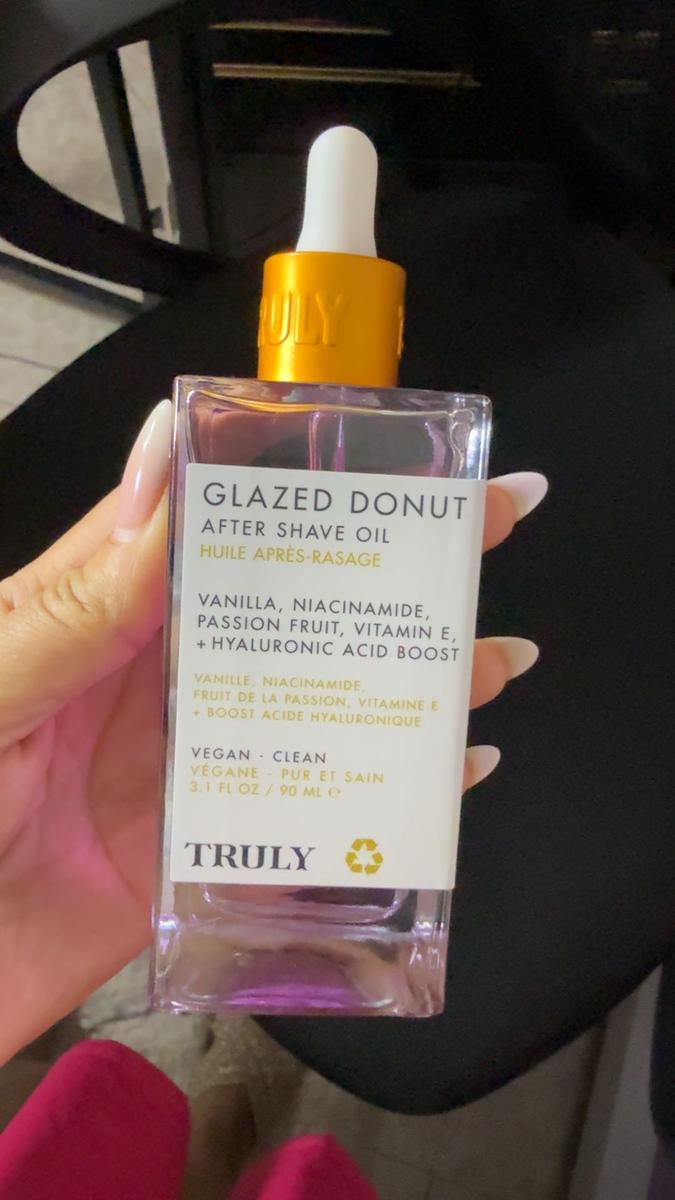 RULY
GLAZED DONUT
AFTER SHAVE OIL
HUILE APRÈS-RASAGE
VANILLA, NIACINAMIDE,
PASSION FRUIT, VITAMIN E,
+ HYALURONIC ACID BOOST
VANILLE, NIACINAMIDE,
FRUIT DE LA PASSION, VITAMINE E
+ BOOST ACIDE HYALURONIQUE
VEGAN - CLEAN
VÉGANE - PUR ET SAIN
3.1 FL OZ / 90 ML ℮
TRULY